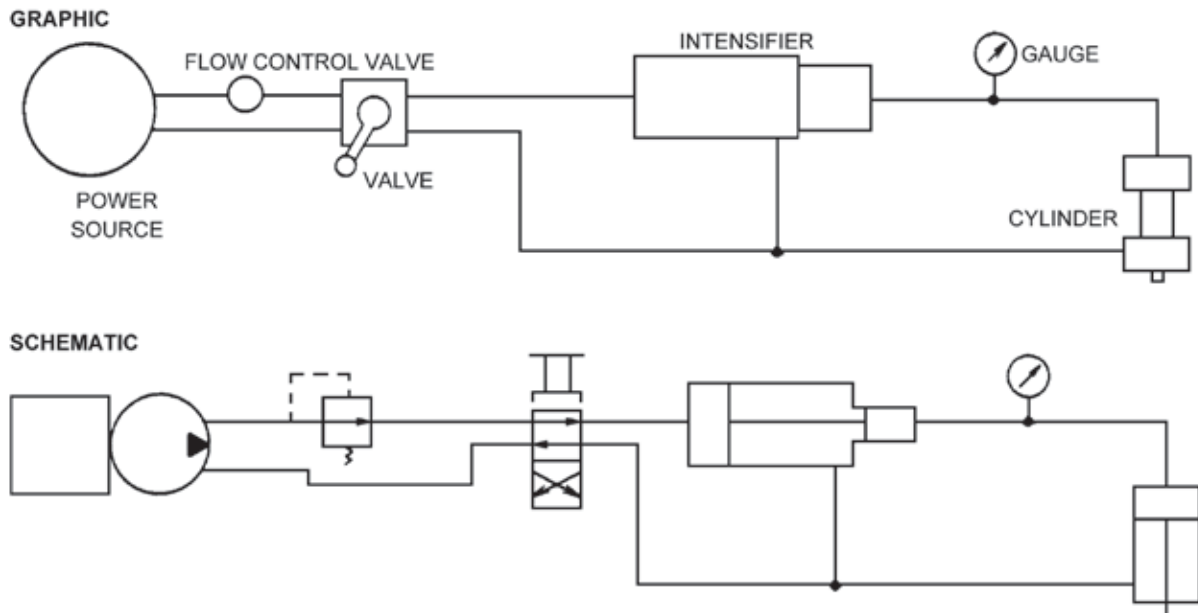 GRAPHIC
FLOW CONTROL VALVE
INTENSIFIER
GAUGE
VALVE
POWER
SOURCE
CYLINDER
SCHEMATIC